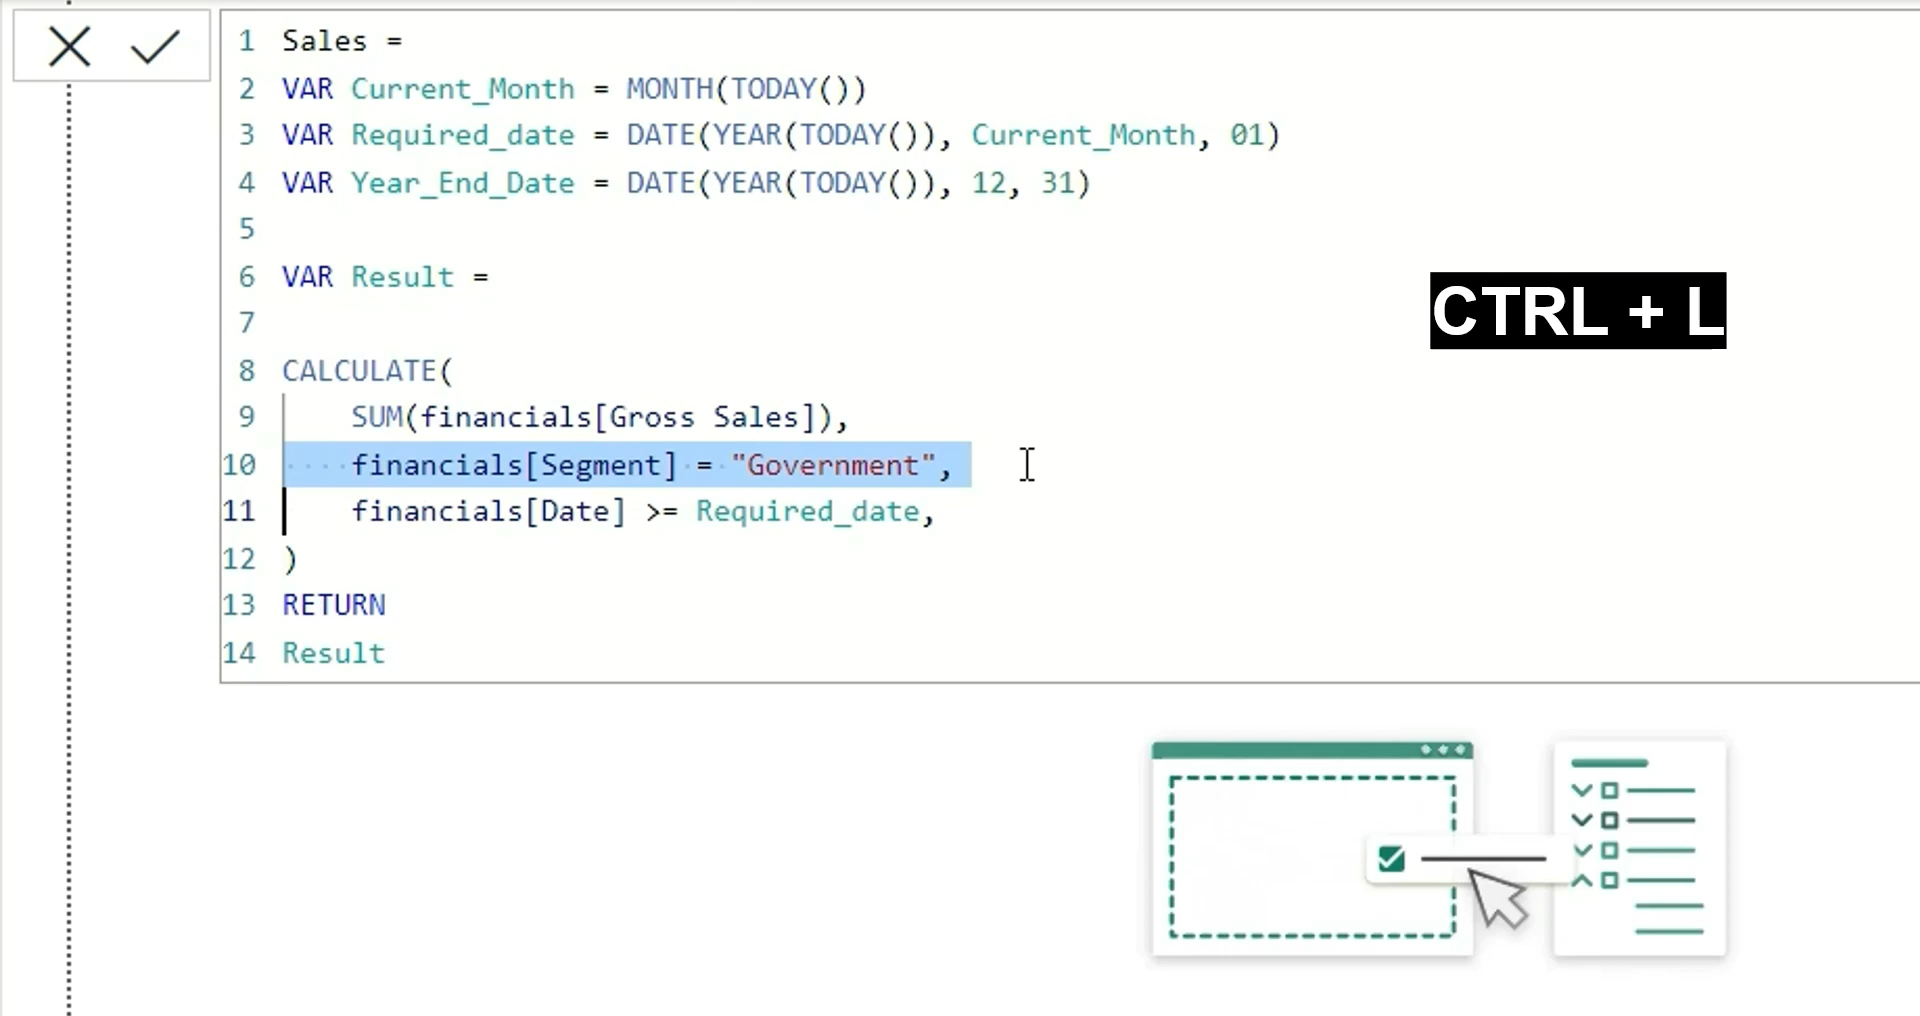 1 Sales =
2 VAR Current_Month = MONTH(TODAY())
3 VAR Required_date = DATE(YEAR(TODAY()), Current_Month, 01)
4 VAR Year_End_Date = DATE(YEAR(TODAY()), 12, 31)
5
6 VAR Result =
CTRL + L
7
8 CALCULATE(
9 SUM(financials[Gross Sales]),
10 financials[Segment] = "Government",
11 financials[Date] >= Required_date,
12 )
13 RETURN
14 Result